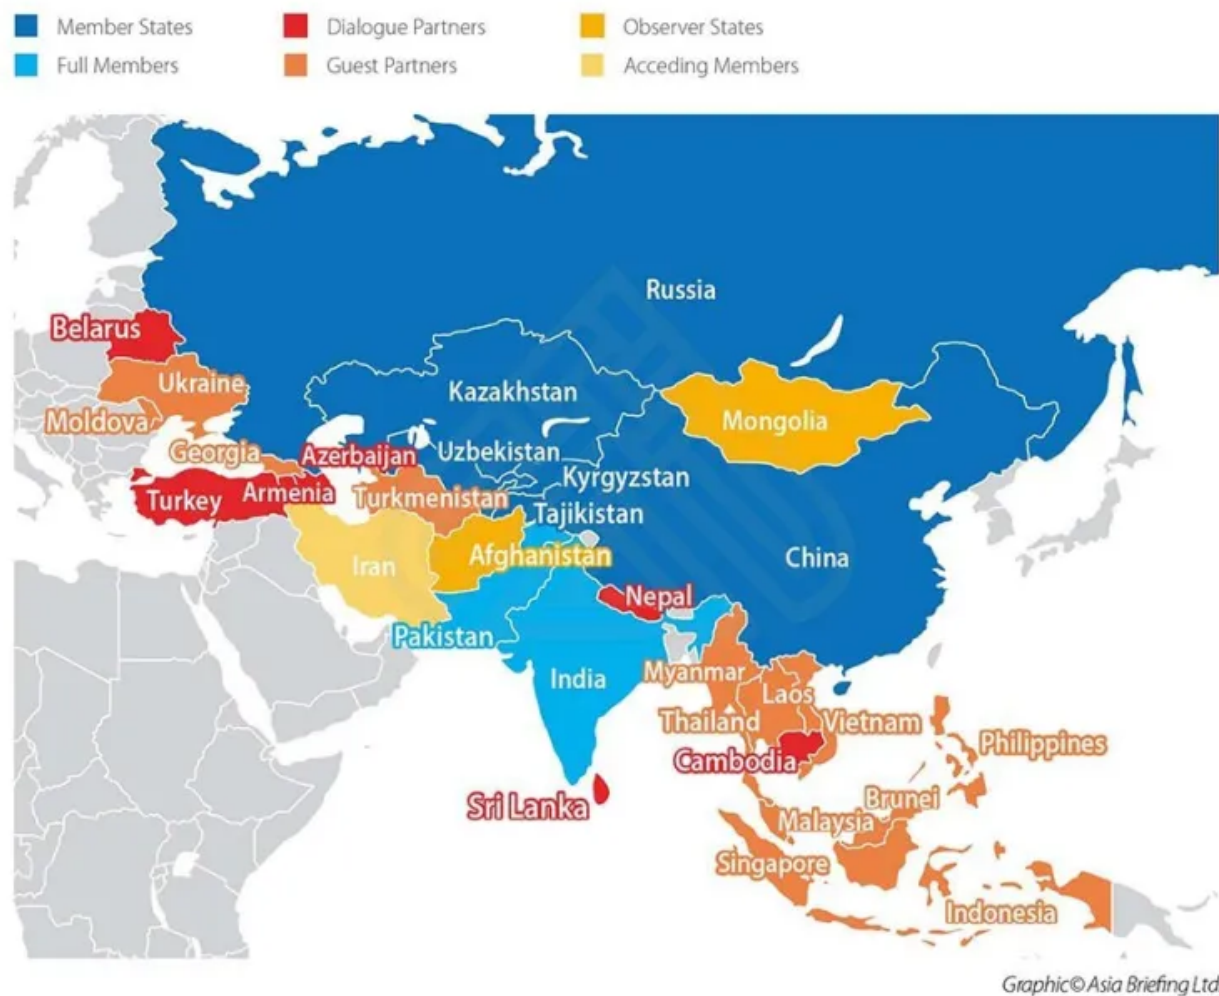 Member States
Dialogue Partners
Observer States
Full Members
Guest Partners
Acceding Members
Russia
Belarus
Ukraine
Kazakhstan
Mongolia
Moldova
Georgia
Azerbaijan
Uzbekistan
Kyrgyzstan
Turkey
Armenia
Turkmenistan
Tajikistan
Iran
Afghanistan
China
Nepal
Pakistan
India
Myanmar
Laos
Thailand
Vietnam
Cambodia
Philippines
Sri Lanka
Brunei
Malaysia
Singapore
Indonesia
Graphic© Asia Briefing Ltd